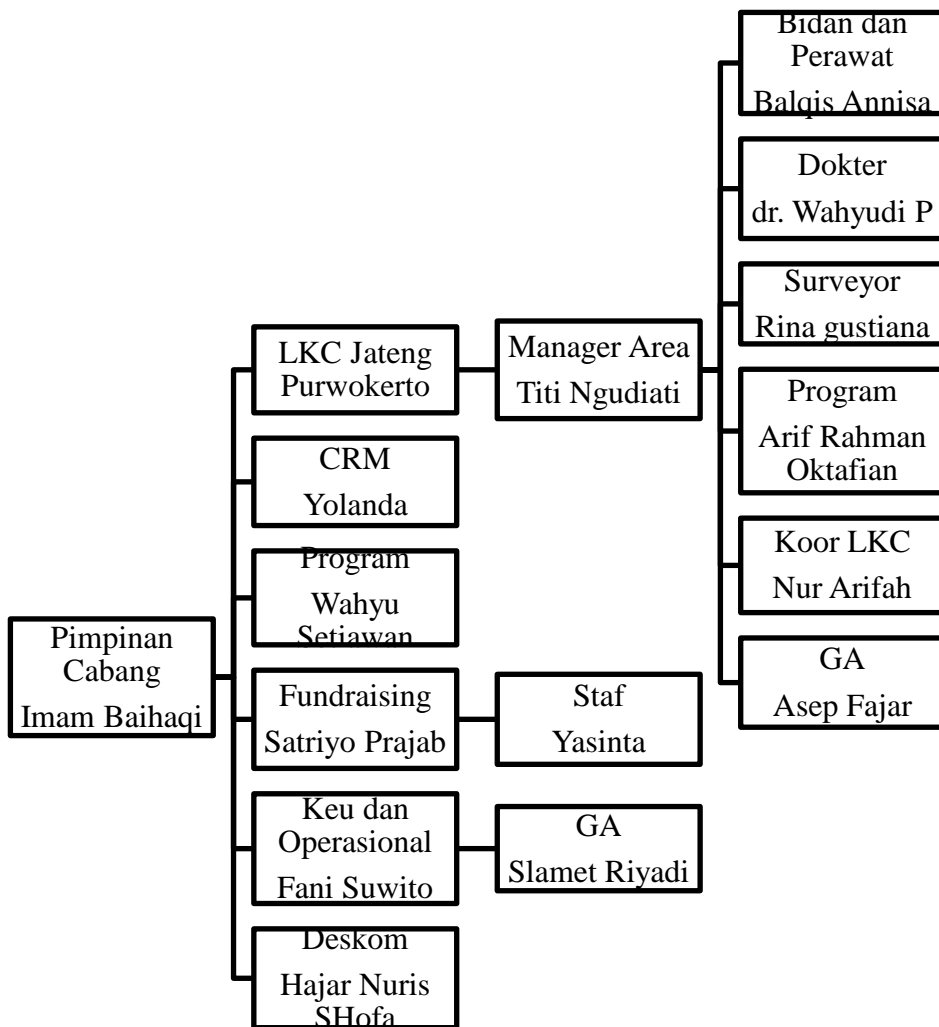 Pimpinan
Cabang
Imam Baihaqi
LKC Jateng
Purwokerto
CRM
Yolanda
Program
Wahyu
Setiawan
Fundraising
Satriyo Prajab
Keu dan
Operasional
Fani Suwito
Deskom
Hajar Nuris
SHofa
Manager Area
Titi Ngudiati
Staf
Yasinta
GA
Slamet Riyadi
Bidan dan
Perawat
Balqis Annisa
Dokter
dr. Wahyudi P
Surveyor
Rina gustiana
Program
Arif Rahman
Oktafian
Koor LKC
Nur Arifah
GA
Asep Fajar